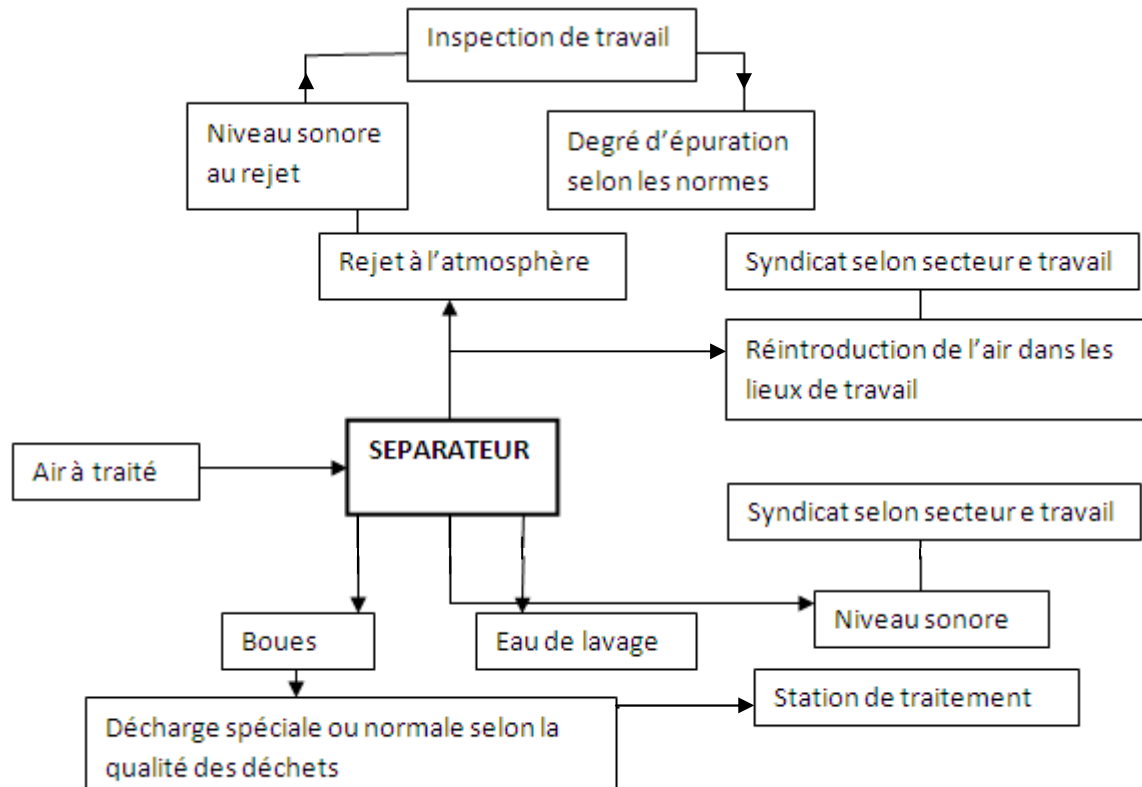 Inspection de travail
Niveau sonore
au rejet
Degré d'épuration
selon les normes
Rejet à l'atmosphère
Syndicat selon secteur e travail
Réintroduction de l'air dans les
lieux de travail
SEPARATEUR
Air à traité
Syndicat selon secteur e travail
Niveau sonore
Boues
Eau de lavage
Station de traitement
Décharge spéciale ou normale selon la
qualité des déchets